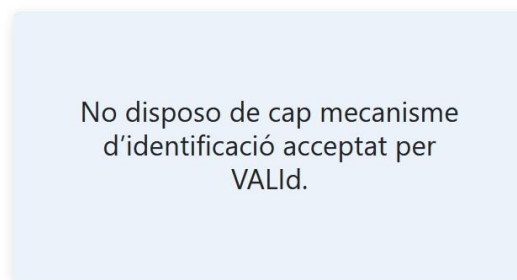 No disposo de cap mecanisme
d’identificació acceptat per
VALId.